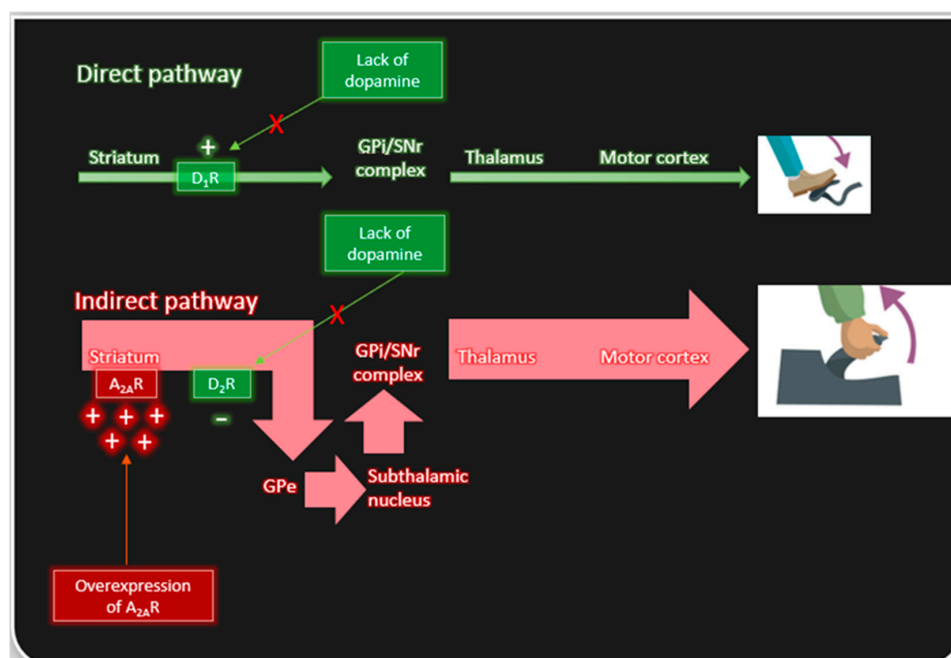 Direct pathway
Lack of
dopamine
X
+
Striatum
D₁R
GPi/SNr
complex
Thalamus
Motor cortex
Lack of
dopamine
X
Indirect pathway
Striatum
A₂ₐR
D₂R
+ + +
+ +
−
GPi/SNr
complex
Thalamus
Motor cortex
GPe
Subthalamic
nucleus
Overexpression
of A₂ₐR